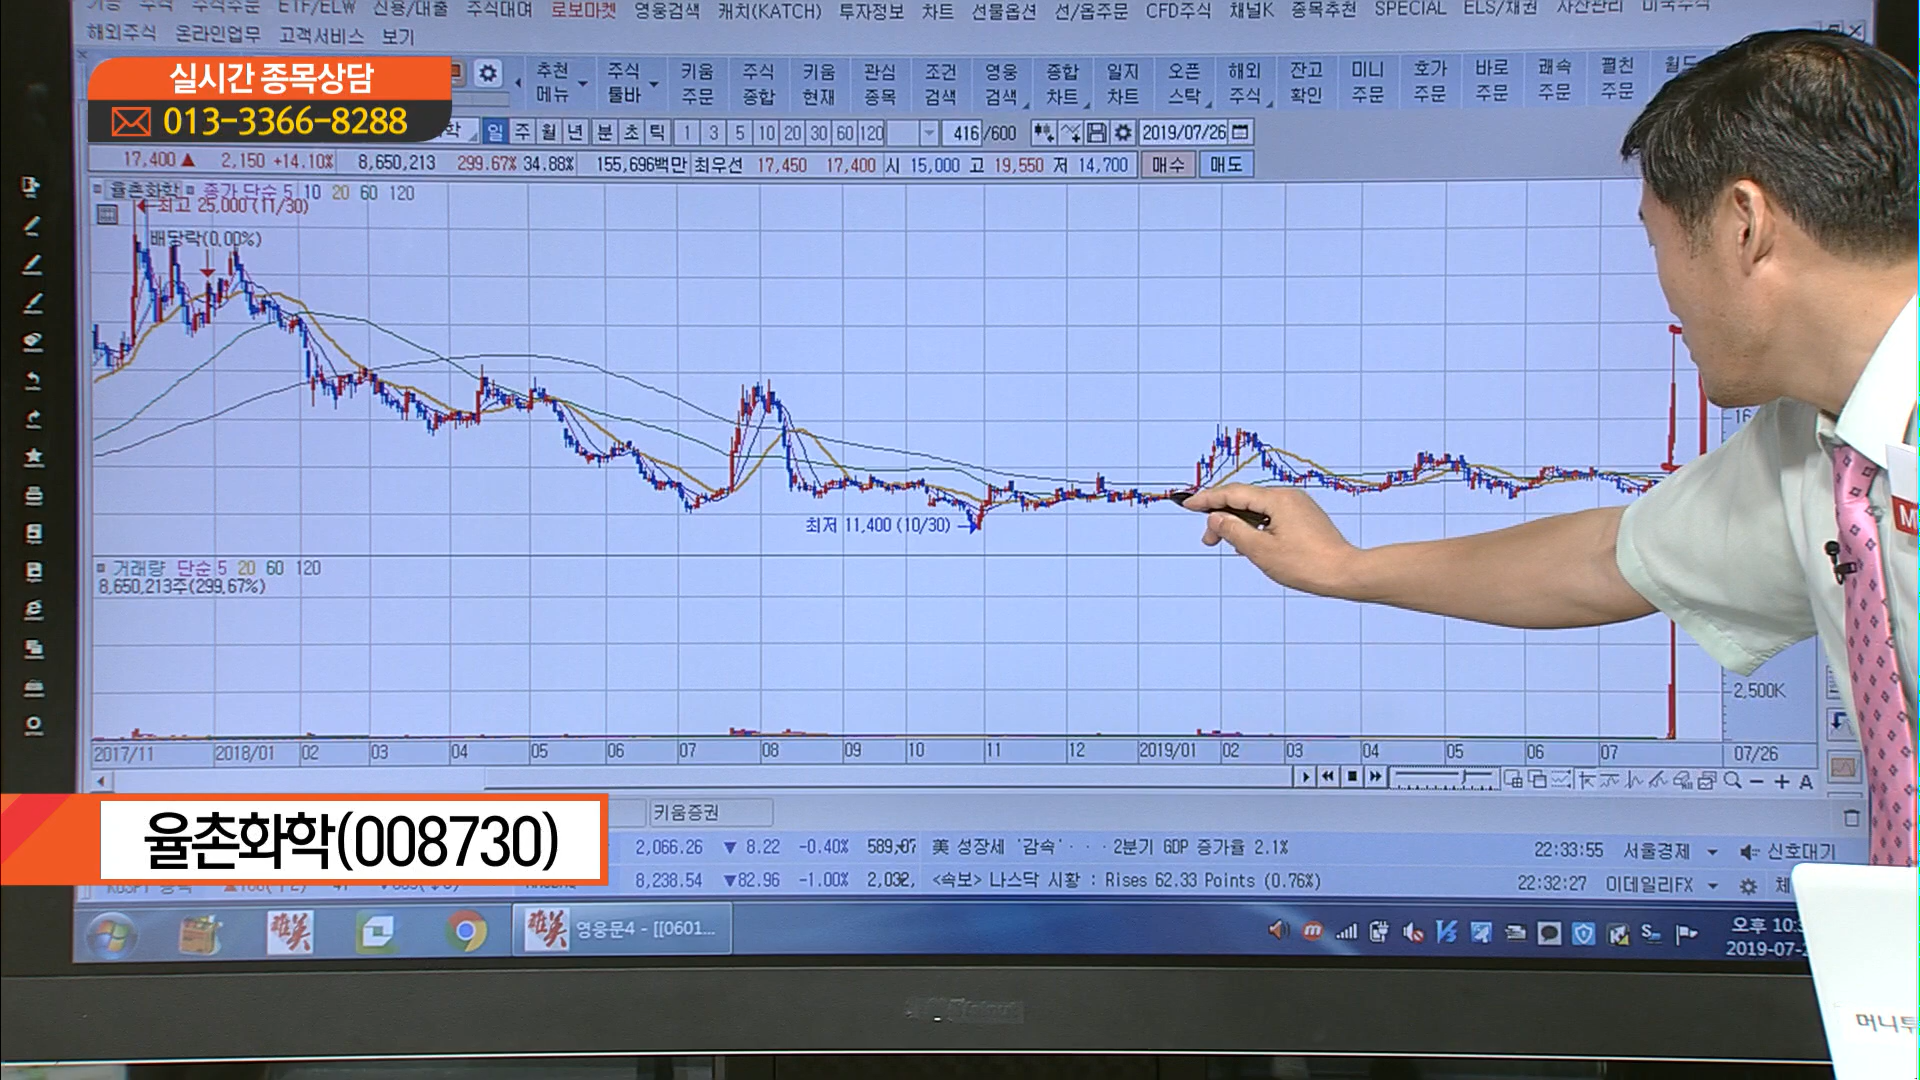 기능 주식 주식주문 ETF/ELW 신용/대출 주식대여 로보마켓 영웅검색 캐치(KATCH) 투자정보 차트 선물옵션 선/옵주문 CFD주식 채널K 종목추천 SPECIAL ELS/채권 자산관리 미국주식
해외주식 온라인업무 고객서비스 보기
실시간 종목상담
013-3366-8288
추천 메뉴 주식 툴바 키움 주문 주식 종합 키움 현재 관심 종목 조건 검색 영웅 검색 종합 차트 일지 차트 오픈 스탁 해외 주식 잔고 확인 미니 주문 호가 주문 바로 주문 쾌속 주문 펼친 주문 월드
학 일 주 월 년 분 초 틱 1 3 5 10 20 30 60 120 416 /600 2019/07/26
17,400 ▲ 2,150 +14.10% 8,650,213 299.67% 34.88% 155,696백만 최우선 17,450 17,400 시 15,000 고 19,550 저 14,700 매수 매도
율촌화학 종가 단순 5 10 20 60 120
최고 25,000 (11/30)
배당락(0.00%)
16
최저 11,400 (10/30)
거래량 단순 5 20 60 120
8,650,213주(299.67%)
2,500K
2017/11 2018/01 02 03 04 05 06 07 08 09 10 11 12 2019/01 02 03 04 05 06 07 07/26
A
키움증권
율촌화학(008730)
2,066.26 ▼ 8.22 -0.40% 589,07 美 성장세 '감속'···2분기 GDP 증가율 2.1% 22:33:55 서울경제 신호대기
8,238.54 ▼82.96 -1.00% 2,032, <속보> 나스닥 시황 : Rises 62.33 Points (0.76%) 22:32:27 이데일리FX 체
영웅문4 - [[0601...
오후 10:3
2019-07-2
M
머니투